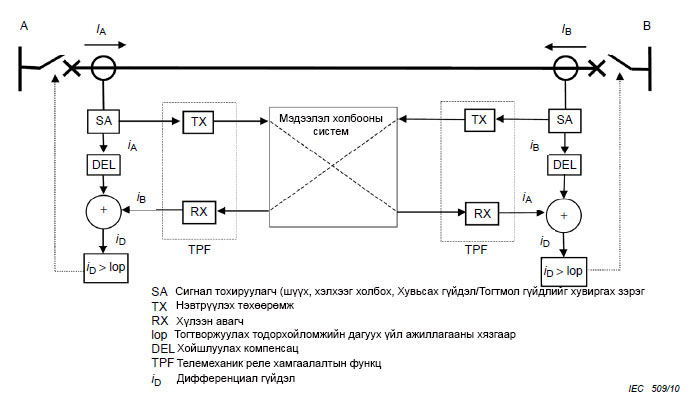 A
B
IA
IB
SA
TX
Мэдээлэл холбооны
систем
TX
SA
iA
iB
DEL
DEL
+
iB
RX
RX
iA
+
iD
TPF
TPF
iD
iD > Iop
iD > Iop
SA Сигнал тохируулагч (шүүх, хэлхээг холбох, Хувьсах гүйдэл/Тогтмол гүйдлийг хувиргах зэрэг
TX Нэвтрүүлэх төхөөрөмж
RX Хүлээн авагч
Iop Тогтворжуулах тодорхойломжийн дагуух үйл ажиллагааны хязгаар
DEL Хойшлуулах компенсац
TPF Телемеханик реле хамгаалалтын функц
iD Дифференциал гүйдэл
IEC 509/10